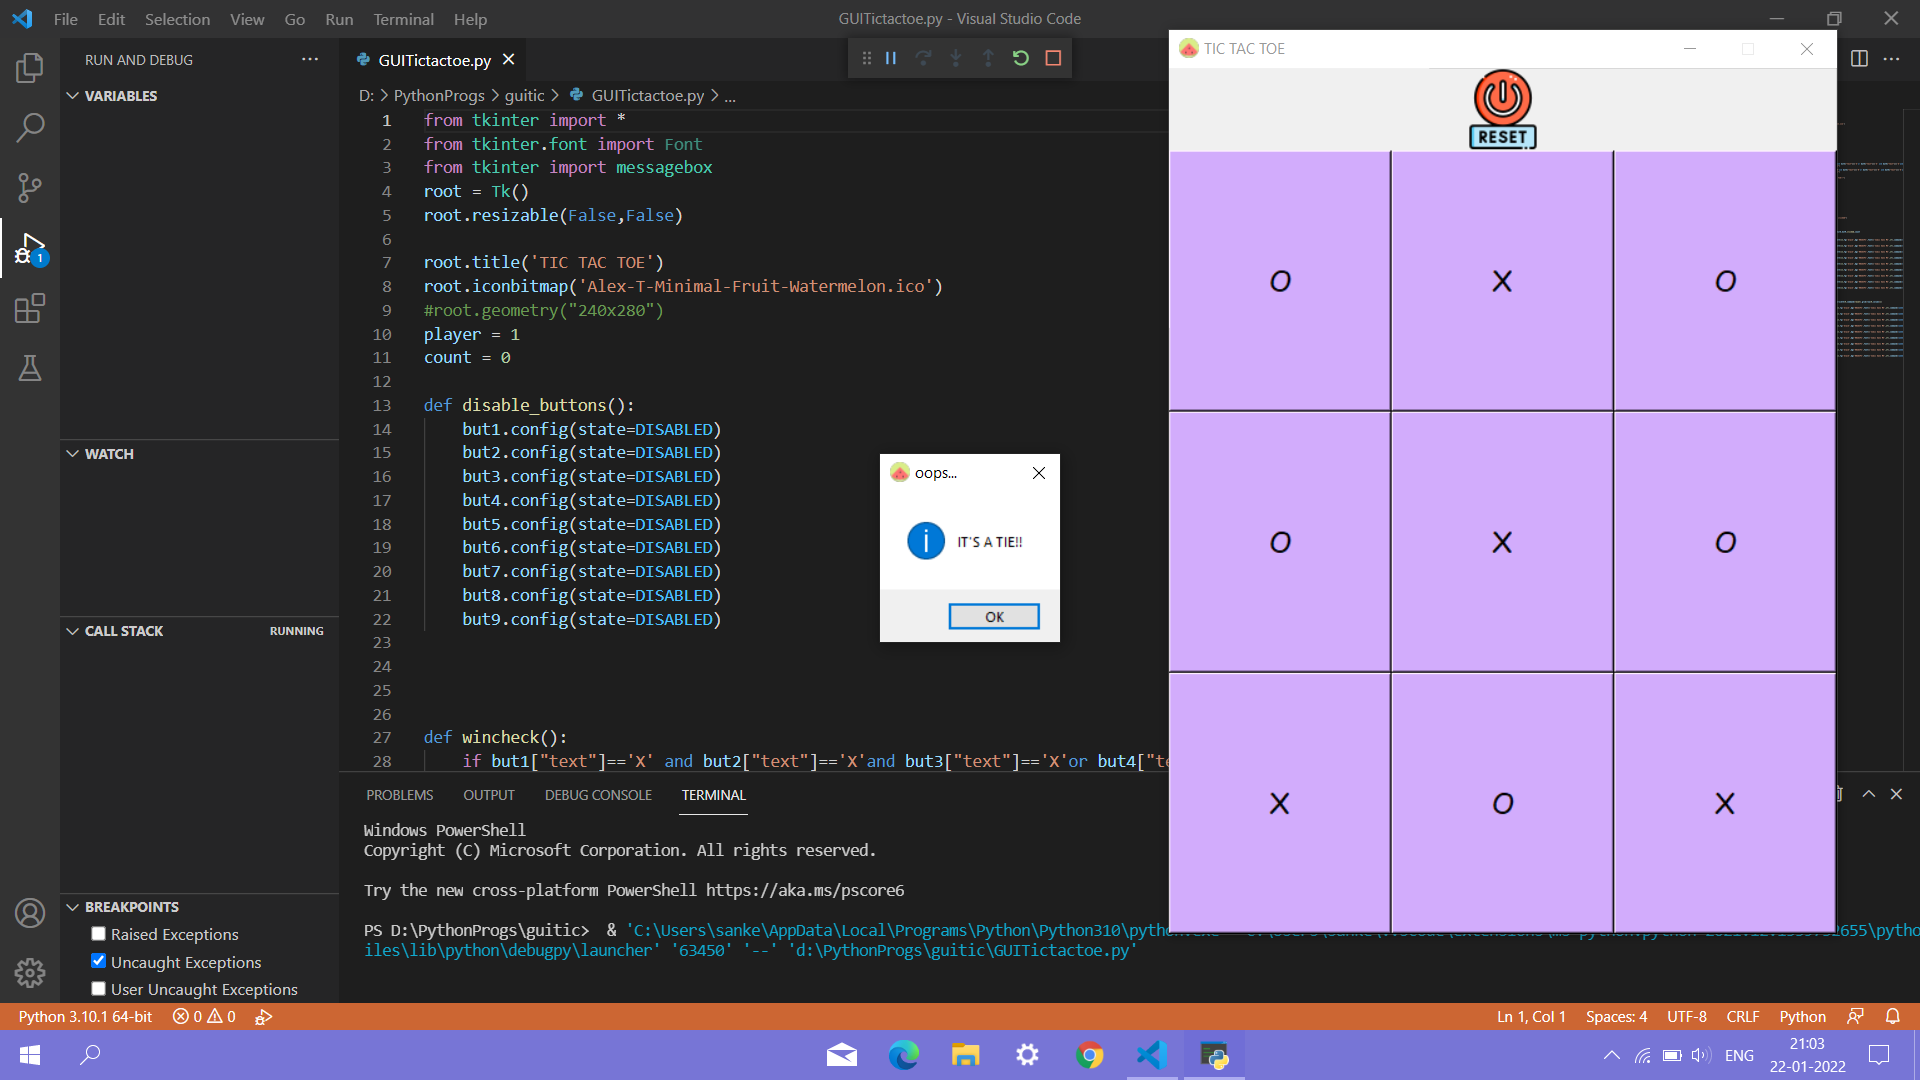 File Edit Selection View Go Run Terminal Help
GUITictactoe.py - Visual Studio Code
RUN AND DEBUG
VARIABLES
WATCH
CALL STACK RUNNING
BREAKPOINTS
Raised Exceptions
Uncaught Exceptions
User Uncaught Exceptions
1
GUITictactoe.py
D: > PythonProgs > guitic > GUITictactoe.py > ...
1 from tkinter import *
2 from tkinter.font import Font
3 from tkinter import messagebox
4 root = Tk()
5 root.resizable(False,False)
6
7 root.title('TIC TAC TOE')
8 root.iconbitmap('Alex-T-Minimal-Fruit-Watermelon.ico')
9 #root.geometry("240x280")
10 player = 1
11 count = 0
12
13 def disable_buttons():
14 but1.config(state=DISABLED)
15 but2.config(state=DISABLED)
16 but3.config(state=DISABLED)
17 but4.config(state=DISABLED)
18 but5.config(state=DISABLED)
19 but6.config(state=DISABLED)
20 but7.config(state=DISABLED)
21 but8.config(state=DISABLED)
22 but9.config(state=DISABLED)
23
24
25
26
27 def wincheck():
28 if but1["text"]=='X' and but2["text"]=='X'and but3["text"]=='X'or but4["te
oops...
IT'S A TIE!!
OK
TIC TAC TOE
RESET
O X O
O X O
X O X
PROBLEMS OUTPUT DEBUG CONSOLE TERMINAL
Windows PowerShell
Copyright (C) Microsoft Corporation. All rights reserved.
Try the new cross-platform PowerShell https://aka.ms/pscore6
PS D:\PythonProgs\guitic> & 'C:\Users\sanke\AppData\Local\Programs\Python\Python310\python
iles\lib\python\debugpy\launcher' '63450' '--' 'd:\PythonProgs\guitic\GUITictactoe.py'
Python 3.10.1 64-bit 0 0
Ln 1, Col 1 Spaces: 4 UTF-8 CRLF Python
ENG
21:03
22-01-2022